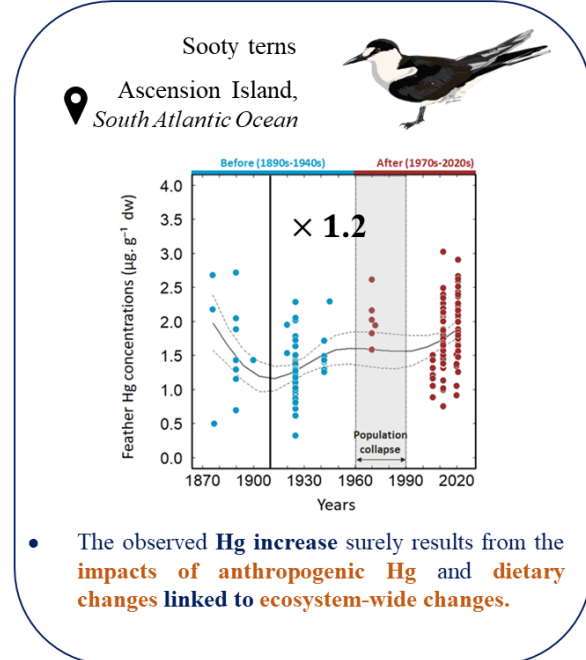 Sooty terns
Ascension Island,
South Atlantic Ocean
Before (1890s-1940s) After (1970s-2020s)
4.0
3.5
3.0
2.5
2.0
1.5
1.0
0.5
0.0
Feather Hg concentrations (µg. g⁻¹ dw)
× 1.2
Population
collapse
1870 1900 1930 1960 1990 2020
Years
• The observed Hg increase surely results from the
impacts of anthropogenic Hg and dietary
changes linked to ecosystem-wide changes.